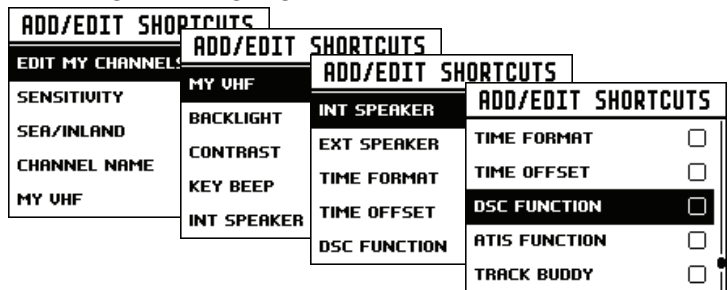 ADD/EDIT SHORTCUTS
EDIT MY CHANNELS
SENSITIVITY
SEA/INLAND
CHANNEL NAME
MY VHF
ADD/EDIT SHORTCUTS
MY VHF
BACKLIGHT
CONTRAST
KEY BEEP
INT SPEAKER
ADD/EDIT SHORTCUTS
INT SPEAKER
EXT SPEAKER
TIME FORMAT
TIME OFFSET
DSC FUNCTION
ADD/EDIT SHORTCUTS
TIME FORMAT
TIME OFFSET
DSC FUNCTION
ATIS FUNCTION
TRACK BUDDY